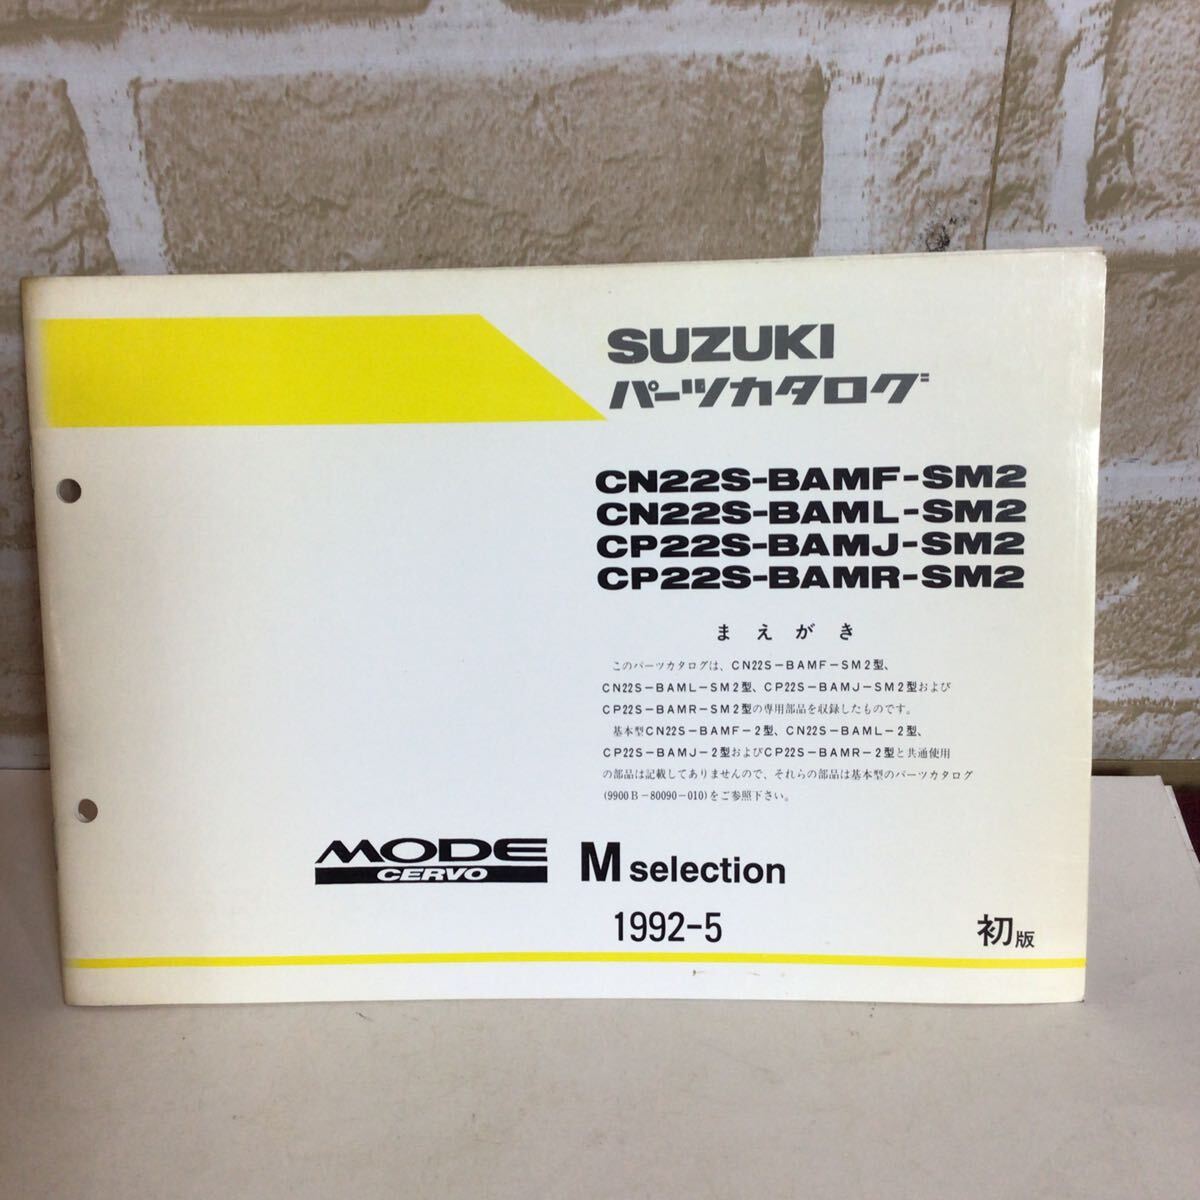 SUZUKI
パーツカタログ
CN22S-BAMF-SM2
CN22S-BAML-SM2
CP22S-BAMJ-SM2
CP22S-BAMR-SM2
まえがき
このパーツカタログは、CN22S-BAMF-SM2型、
CN22S-BAML-SM2型、CP22S-BAMJ-SM2型および
CP22S-BAMR-SM2型の専用部品を収録したものです。
基本型CN22S-BAMF-2型、CN22S-BAML-2型、
CP22S-BAMJ-2型およびCP22S-BAMR-2型と共通使用
の部品は記載してありませんので、それらの部品は基本型のパーツカタログ
(9900B-80090-010)をご参照下さい。
MODE
CERVO
M selection
1992-5
初版